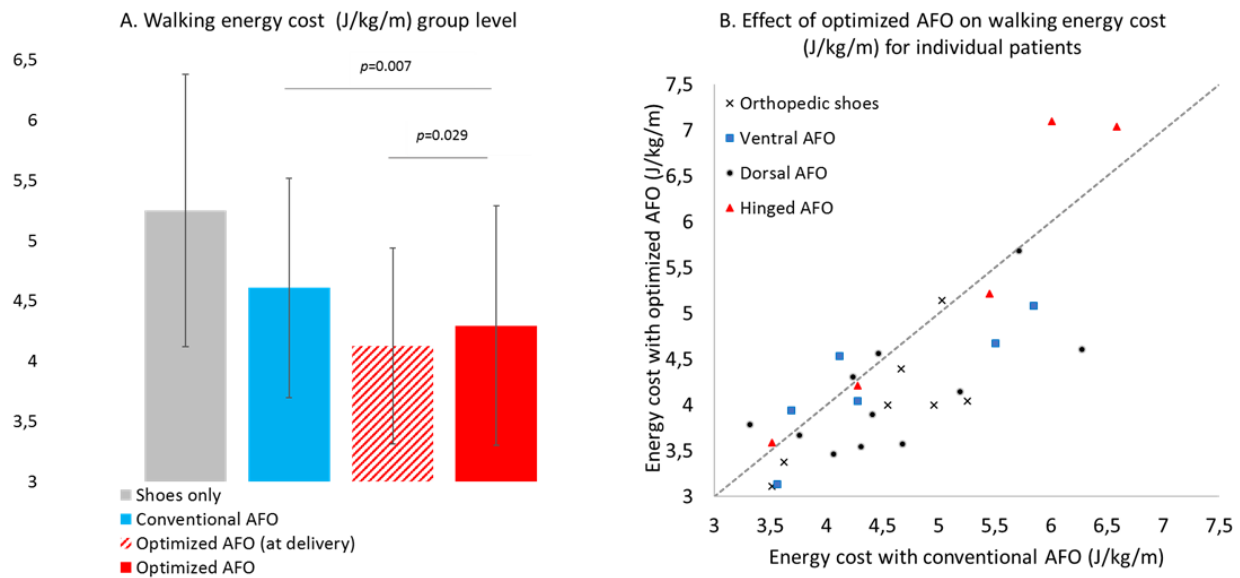 A. Walking energy cost (J/kg/m) group level
6,5
6
5,5
5
4,5
4
3,5
3
p=0.007
p=0.029
Shoes only
Conventional AFO
Optimized AFO (at delivery)
Optimized AFO
B. Effect of optimized AFO on walking energy cost
(J/kg/m) for individual patients
Energy cost with optimized AFO (J/kg/m)
7,5
7
6,5
6
5,5
5
4,5
4
3,5
3
Orthopedic shoes
Ventral AFO
Dorsal AFO
Hinged AFO
3 3,5 4 4,5 5 5,5 6 6,5 7 7,5
Energy cost with conventional AFO (J/kg/m)